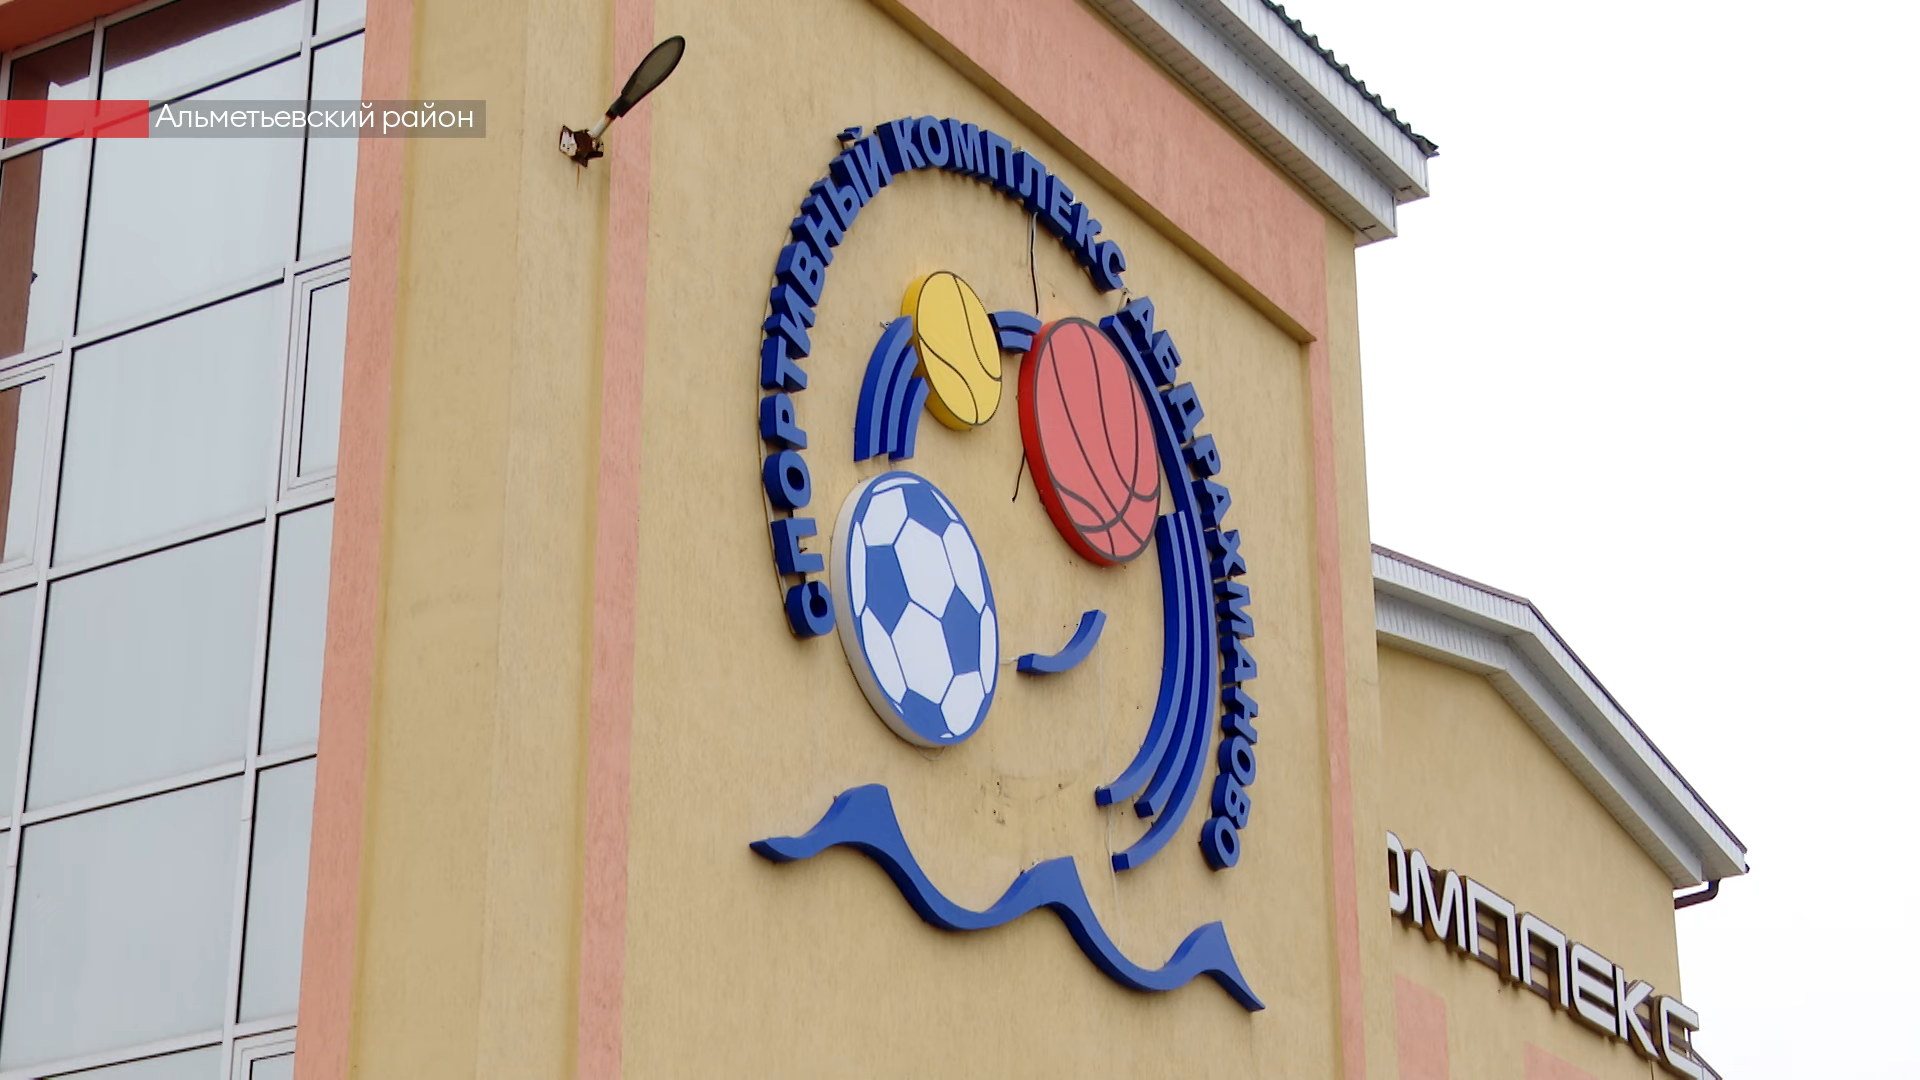 Альметьевский район
СПОРТИВНЫЙ КОМПЛЕКС АБДРАХМАНОВО
ОМПЛЕКС